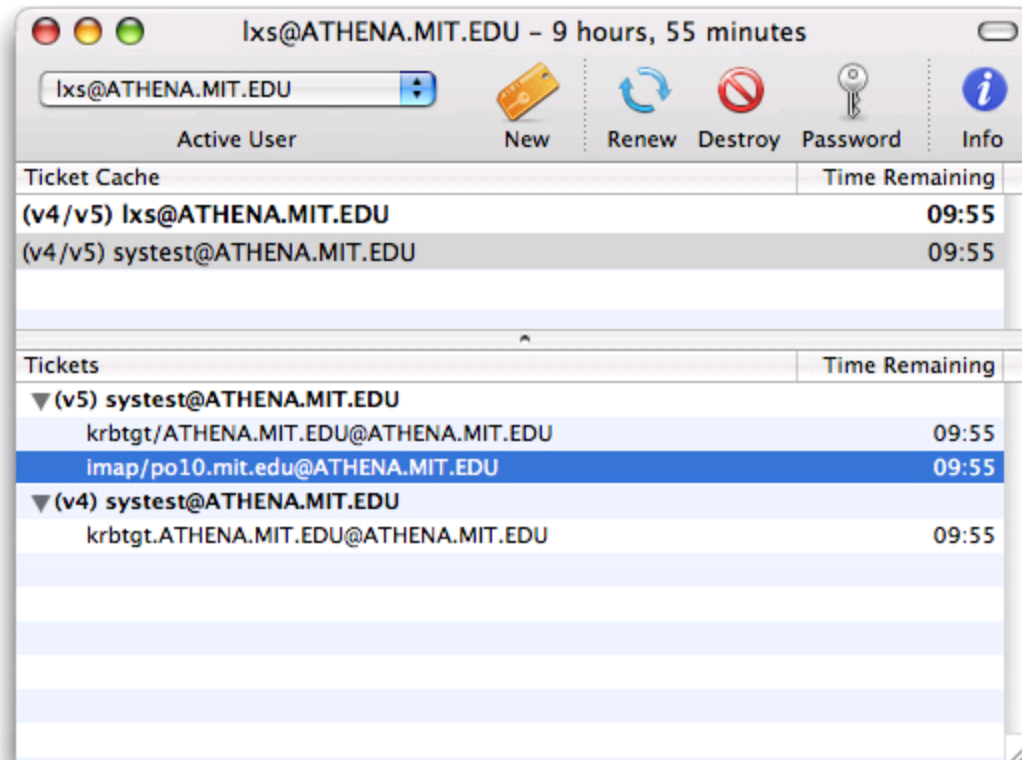 lxs@ATHENA.MIT.EDU – 9 hours, 55 minutes
lxs@ATHENA.MIT.EDU
Active User New Renew Destroy Password Info
Ticket Cache Time Remaining
(v4/v5) lxs@ATHENA.MIT.EDU 09:55
(v4/v5) systest@ATHENA.MIT.EDU 09:55
Tickets Time Remaining
(v5) systest@ATHENA.MIT.EDU
krbtgt/ATHENA.MIT.EDU@ATHENA.MIT.EDU 09:55
imap/po10.mit.edu@ATHENA.MIT.EDU 09:55
(v4) systest@ATHENA.MIT.EDU
krbtgt.ATHENA.MIT.EDU@ATHENA.MIT.EDU 09:55